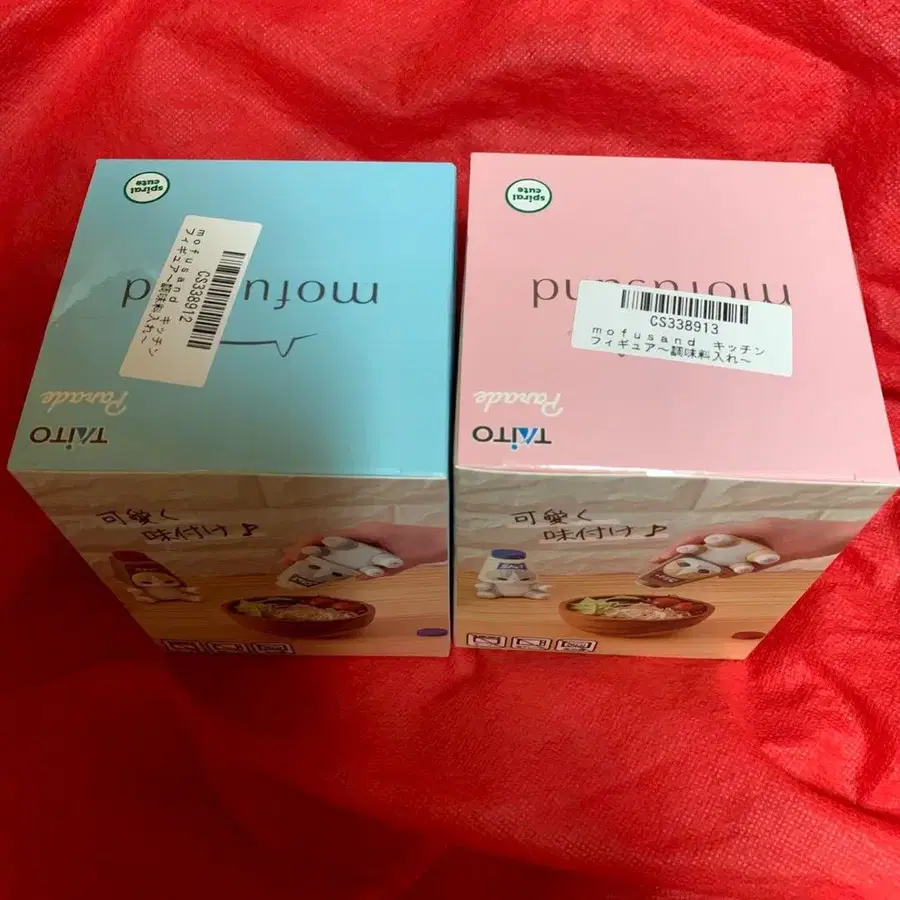 spiral
cute
mofu
CS338912
mofusand キッチン
フィギュア～調味料入れ～
Parade
TAITO
可愛く
味付け♪
spiral
cute
mofusand
CS338913
mofusand キッチン
フィギュア～調味料入れ～
Parade
TAITO
可愛く
味付け♪